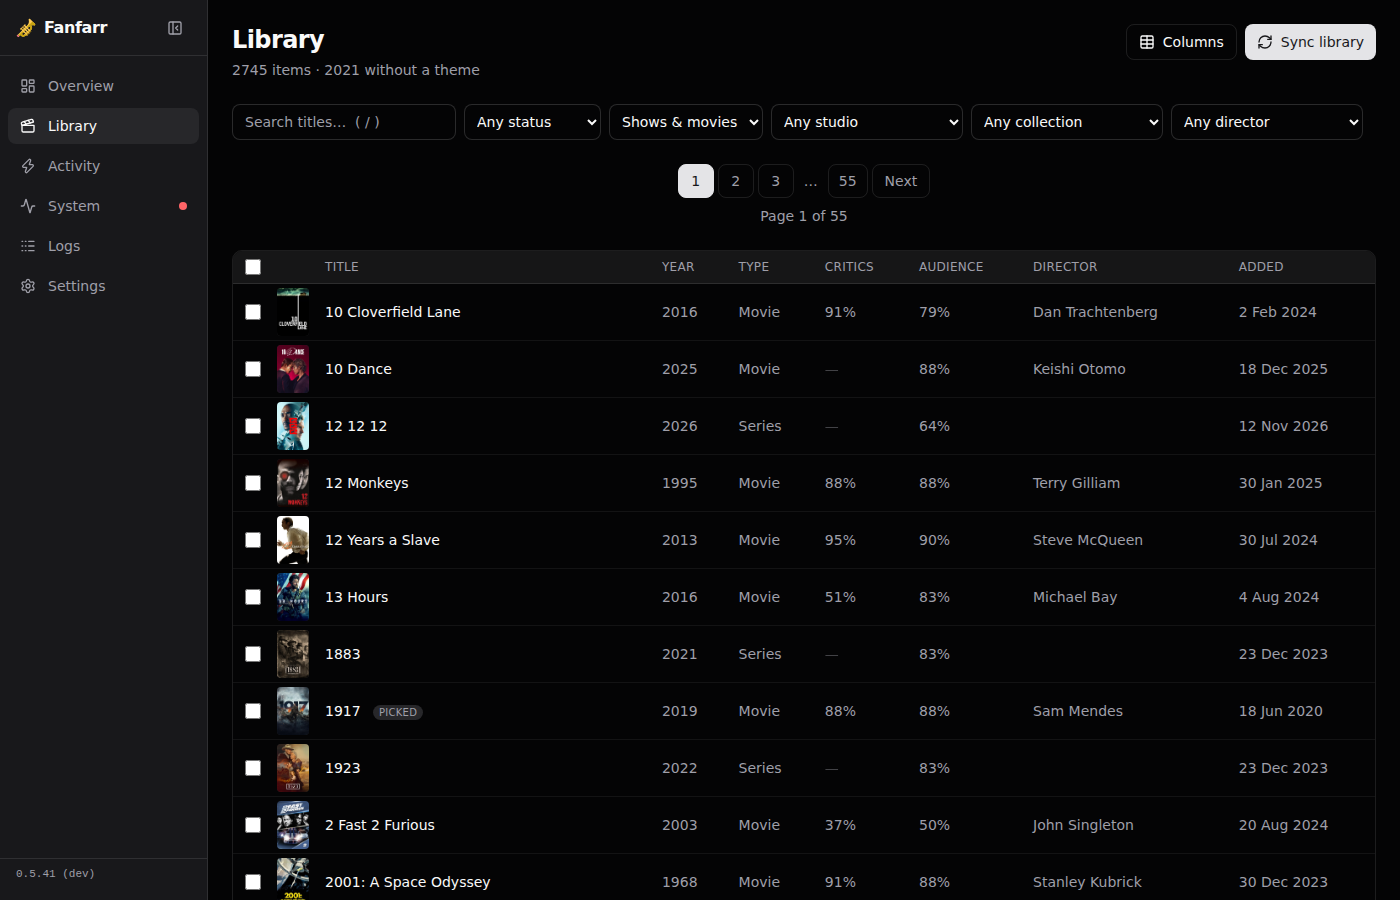 Fanfarr
Overview
Library
Activity
System
Logs
Settings
0.5.41 (dev)
Library
2745 items · 2021 without a theme
Columns
Sync library
Search titles… ( / )
Any status
Shows & movies
Any studio
Any collection
Any director
1 2 3 … 55 Next
Page 1 of 55
TITLE YEAR TYPE CRITICS AUDIENCE DIRECTOR ADDED
10 Cloverfield Lane 2016 Movie 91% 79% Dan Trachtenberg 2 Feb 2024
10 Dance 2025 Movie — 88% Keishi Otomo 18 Dec 2025
12 12 12 2026 Series — 64% 12 Nov 2026
12 Monkeys 1995 Movie 88% 88% Terry Gilliam 30 Jan 2025
12 Years a Slave 2013 Movie 95% 90% Steve McQueen 30 Jul 2024
13 Hours 2016 Movie 51% 83% Michael Bay 4 Aug 2024
1883 2021 Series — 83% 23 Dec 2023
1917 PICKED 2019 Movie 88% 88% Sam Mendes 18 Jun 2020
1923 2022 Series — 83% 23 Dec 2023
2 Fast 2 Furious 2003 Movie 37% 50% John Singleton 20 Aug 2024
2001: A Space Odyssey 1968 Movie 91% 88% Stanley Kubrick 30 Dec 2023